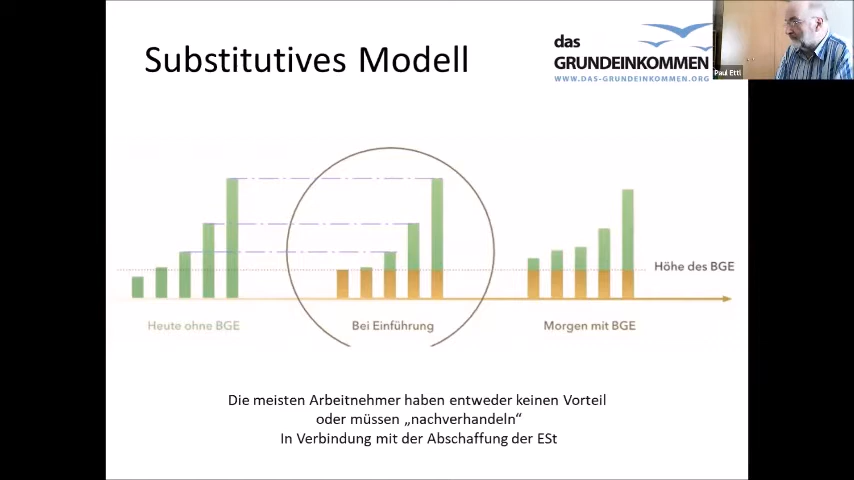 Substitutives Modell
das
GRUNDEINKOMMEN
WWW.DAS-GRUNDEINKOMMEN.ORG
Paul Ettl
Höhe des BGE
Heute ohne BGE
Bei Einführung
Morgen mit BGE
Die meisten Arbeitnehmer haben entweder keinen Vorteil
oder müssen „nachverhandeln“
In Verbindung mit der Abschaffung der ESt